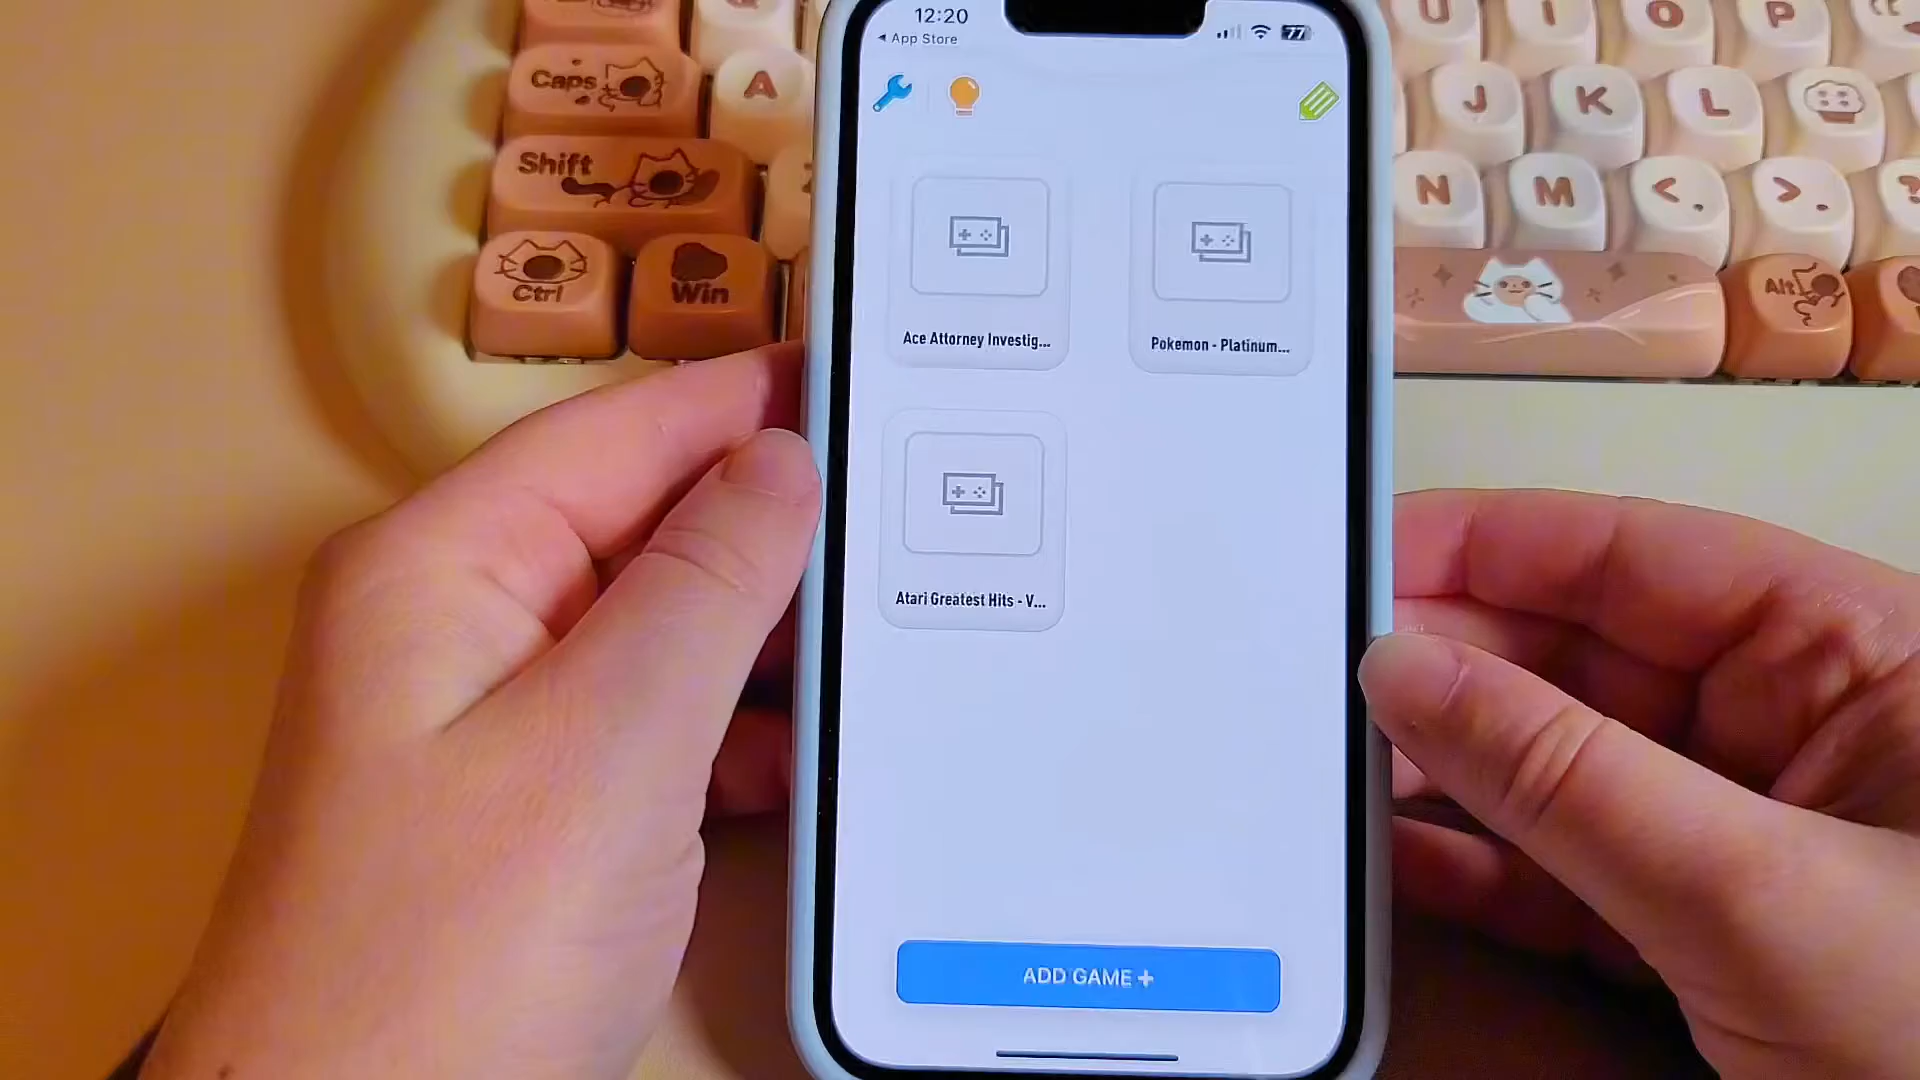 12:20
◂ App Store
77
Ace Attorney Investig...
Pokemon - Platinum...
Atari Greatest Hits - V...
ADD GAME +
Caps
A
Shift
Ctrl
Win
U
I
O
P
J
K
L
N
M
< ,
> .
?
Alt